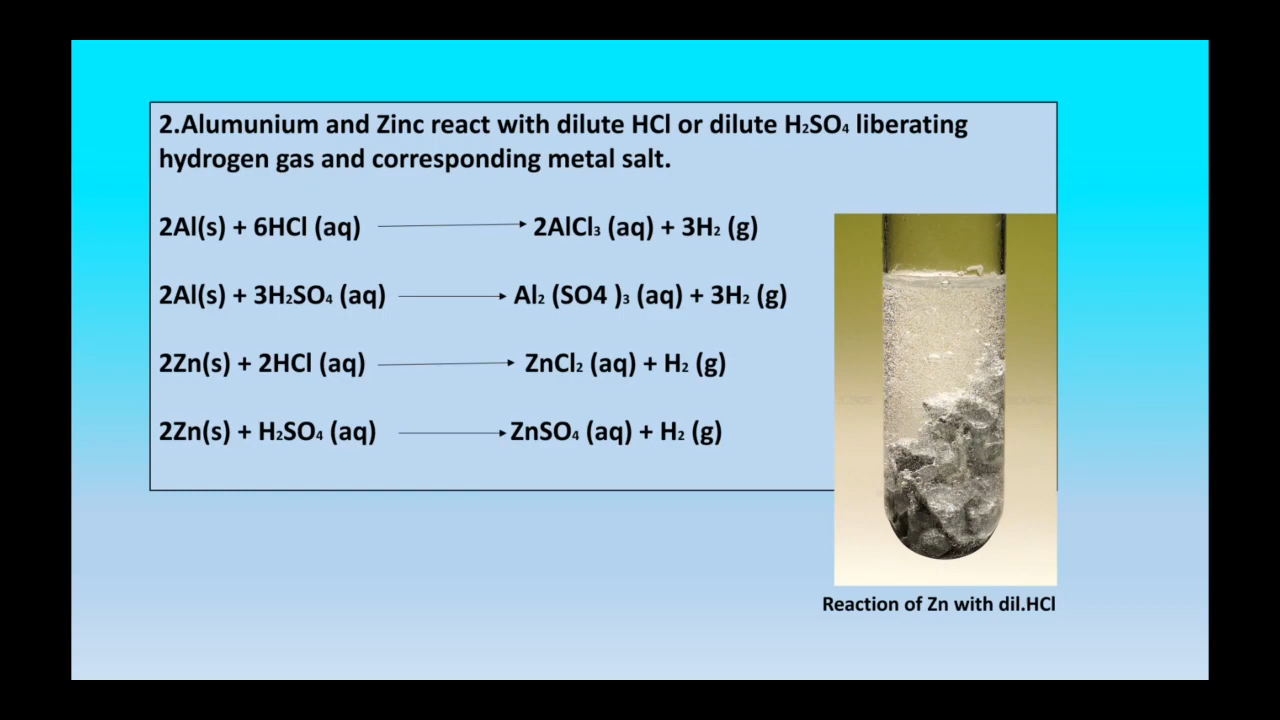 2.Alumunium and Zinc react with dilute HCl or dilute H₂SO₄ liberating
hydrogen gas and corresponding metal salt.
2Al(s) + 6HCl (aq) ⟶ 2AlCl₃ (aq) + 3H₂ (g)
2Al(s) + 3H₂SO₄ (aq) ⟶ Al₂ (SO4 )₃ (aq) + 3H₂ (g)
2Zn(s) + 2HCl (aq) ⟶ ZnCl₂ (aq) + H₂ (g)
2Zn(s) + H₂SO₄ (aq) ⟶ ZnSO₄ (aq) + H₂ (g)
Reaction of Zn with dil.HCl